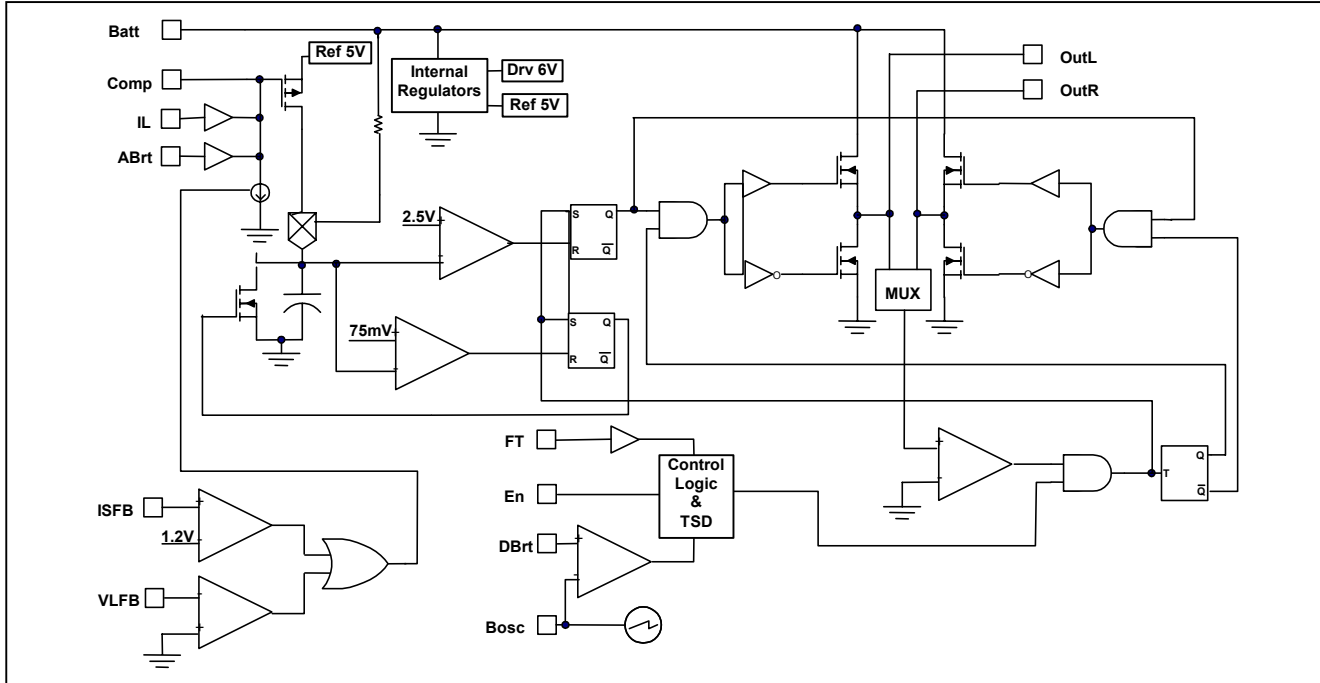 Batt
Ref 5V
Comp
IL
ABrt
Internal
Regulators
Drv 6V
Ref 5V
OutL
OutR
2.5V
+
-
S
Q
R
Q
MUX
75mV
+
-
S
Q
R
Q
FT
Control
Logic
&
TSD
En
DBrt
+
-
Bosc
+
-
T
Q
Q
ISFB
+
1.2V
-
VLFB
-
+